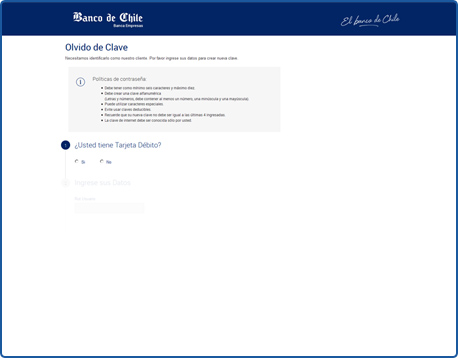 Banco de Chile
Banca Empresas
El banco de Chile
Olvido de Clave
Necesitamos identificarlo como nuestro cliente. Por favor ingrese sus datos para crear nueva clave.
Políticas de contraseña
Debe tener como mínimo seis caracteres y máximo diez.
Debe crear una clave alfanumérica
(Letras y números, debe contener al menos un número, una minúscula y una mayúscula)
Puede utilizar caracteres especiales.
Evite usar claves deducibles.
Recuerde que su nueva clave no debe ser igual a las últimas 4 ingresadas.
La clave de internet debe ser conocida sólo por usted.
¿Usted tiene Tarjeta Débito?
Si
No
Ingrese sus Datos